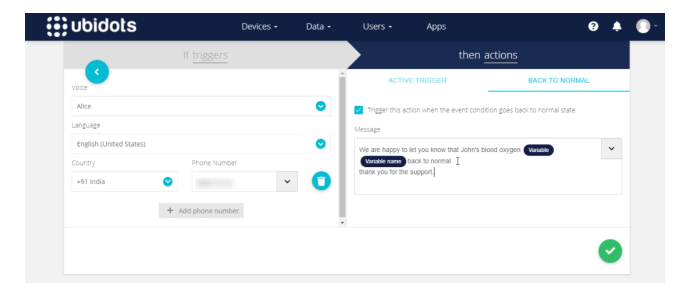 ubidots
Devices
Data
Users
Apps
?
If triggers
then actions
Voice
Alice
Language
English (United States)
Country
Phone Number
+91 India
+ Add phone number
ACTIVE TRIGGER
BACK TO NORMAL
Trigger this action when the event condition goes back to normal state
Message
We are happy to let you know that John's blood oxygen Variable
Variable name back to normal.
thank you for the support.